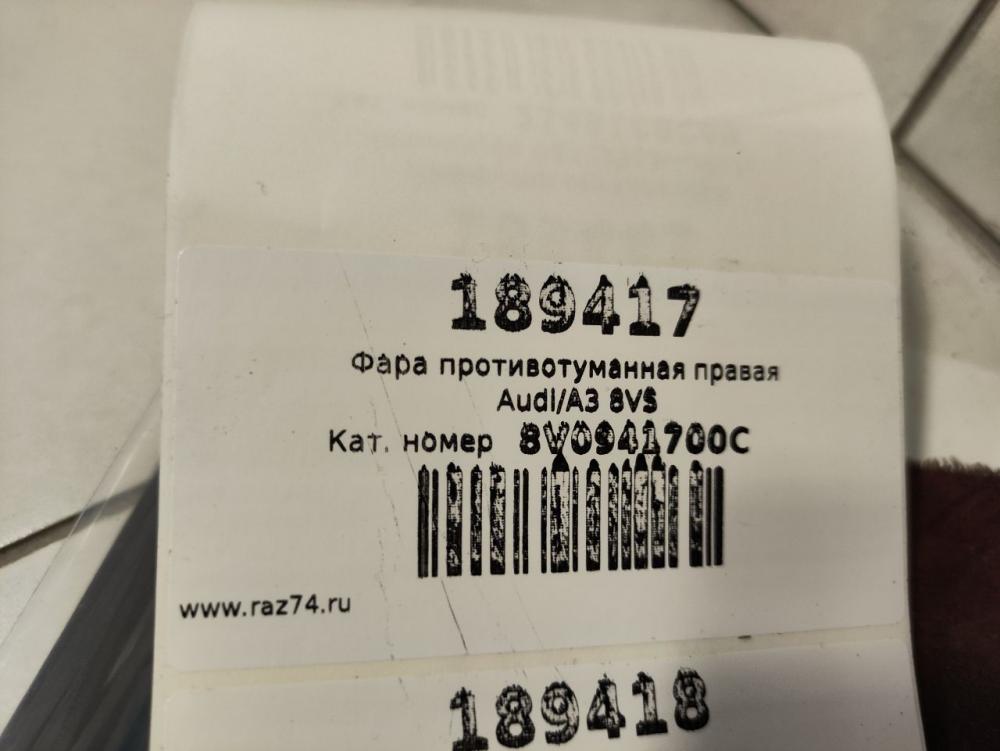 189417
Фара противотуманная правая
Audi/A3 8VS
Кат. номер 8V0941700C
www.raz74.ru
189418